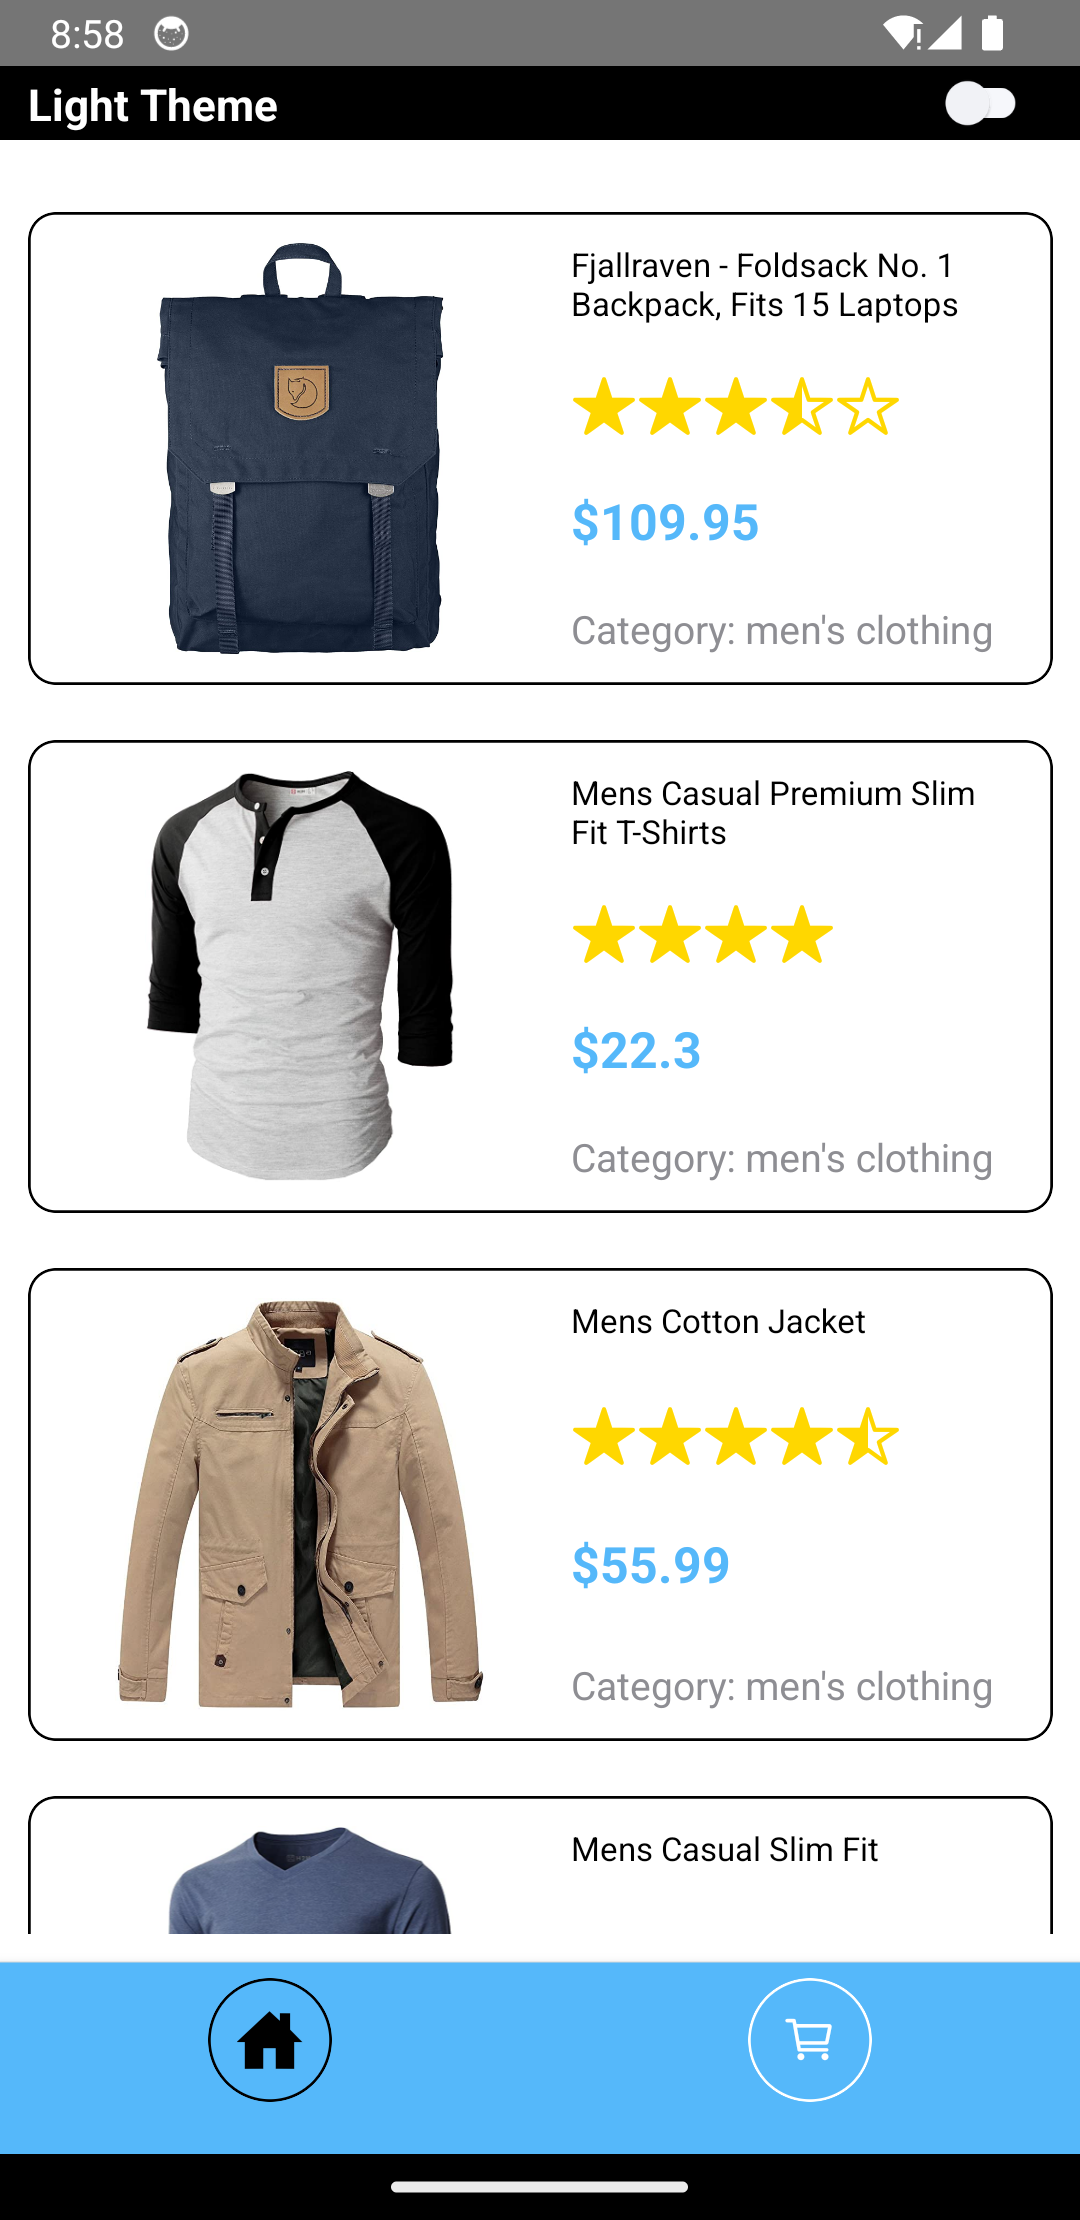 8:58
Light Theme
Fjallraven - Foldsack No. 1
Backpack, Fits 15 Laptops
$109.95
Category: men's clothing
Mens Casual Premium Slim
Fit T-Shirts
$22.3
Category: men's clothing
Mens Cotton Jacket
$55.99
Category: men's clothing
Mens Casual Slim Fit